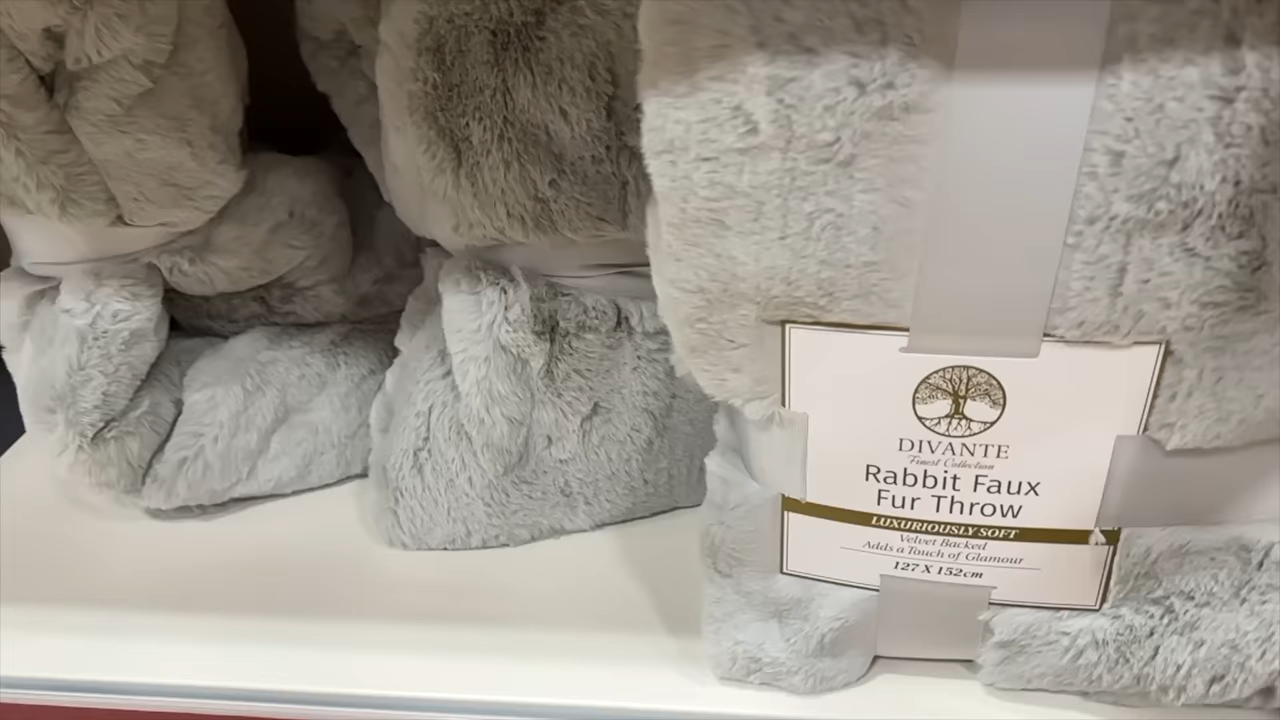 DIVANTE
Finest Collection
Rabbit Faux
Fur Throw
LUXURIOUSLY SOFT
Velvet Backed
Adds a Touch of Glamour
127 X 152cm